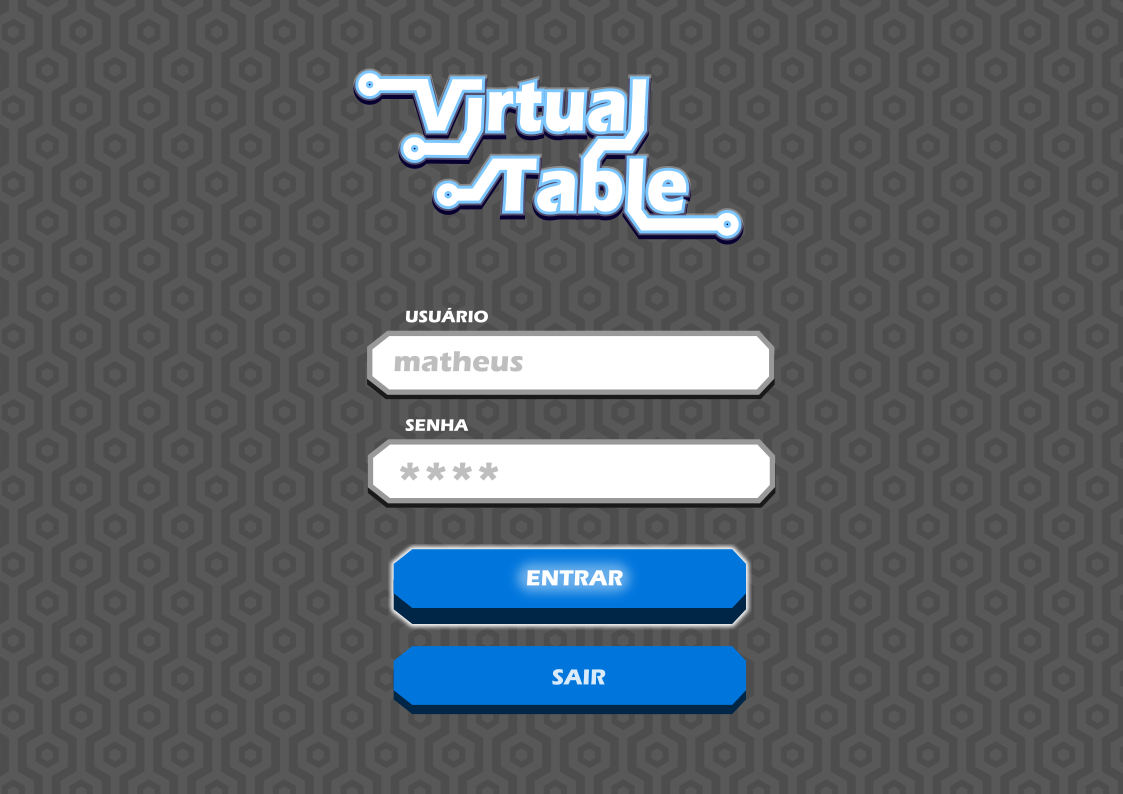 Virtual
Table
USUÁRIO
matheus
SENHA
****
ENTRAR
SAIR